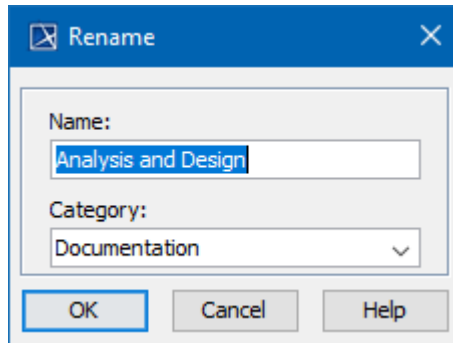 Rename
Name:
Analysis and Design
Category:
Documentation
OK Cancel Help